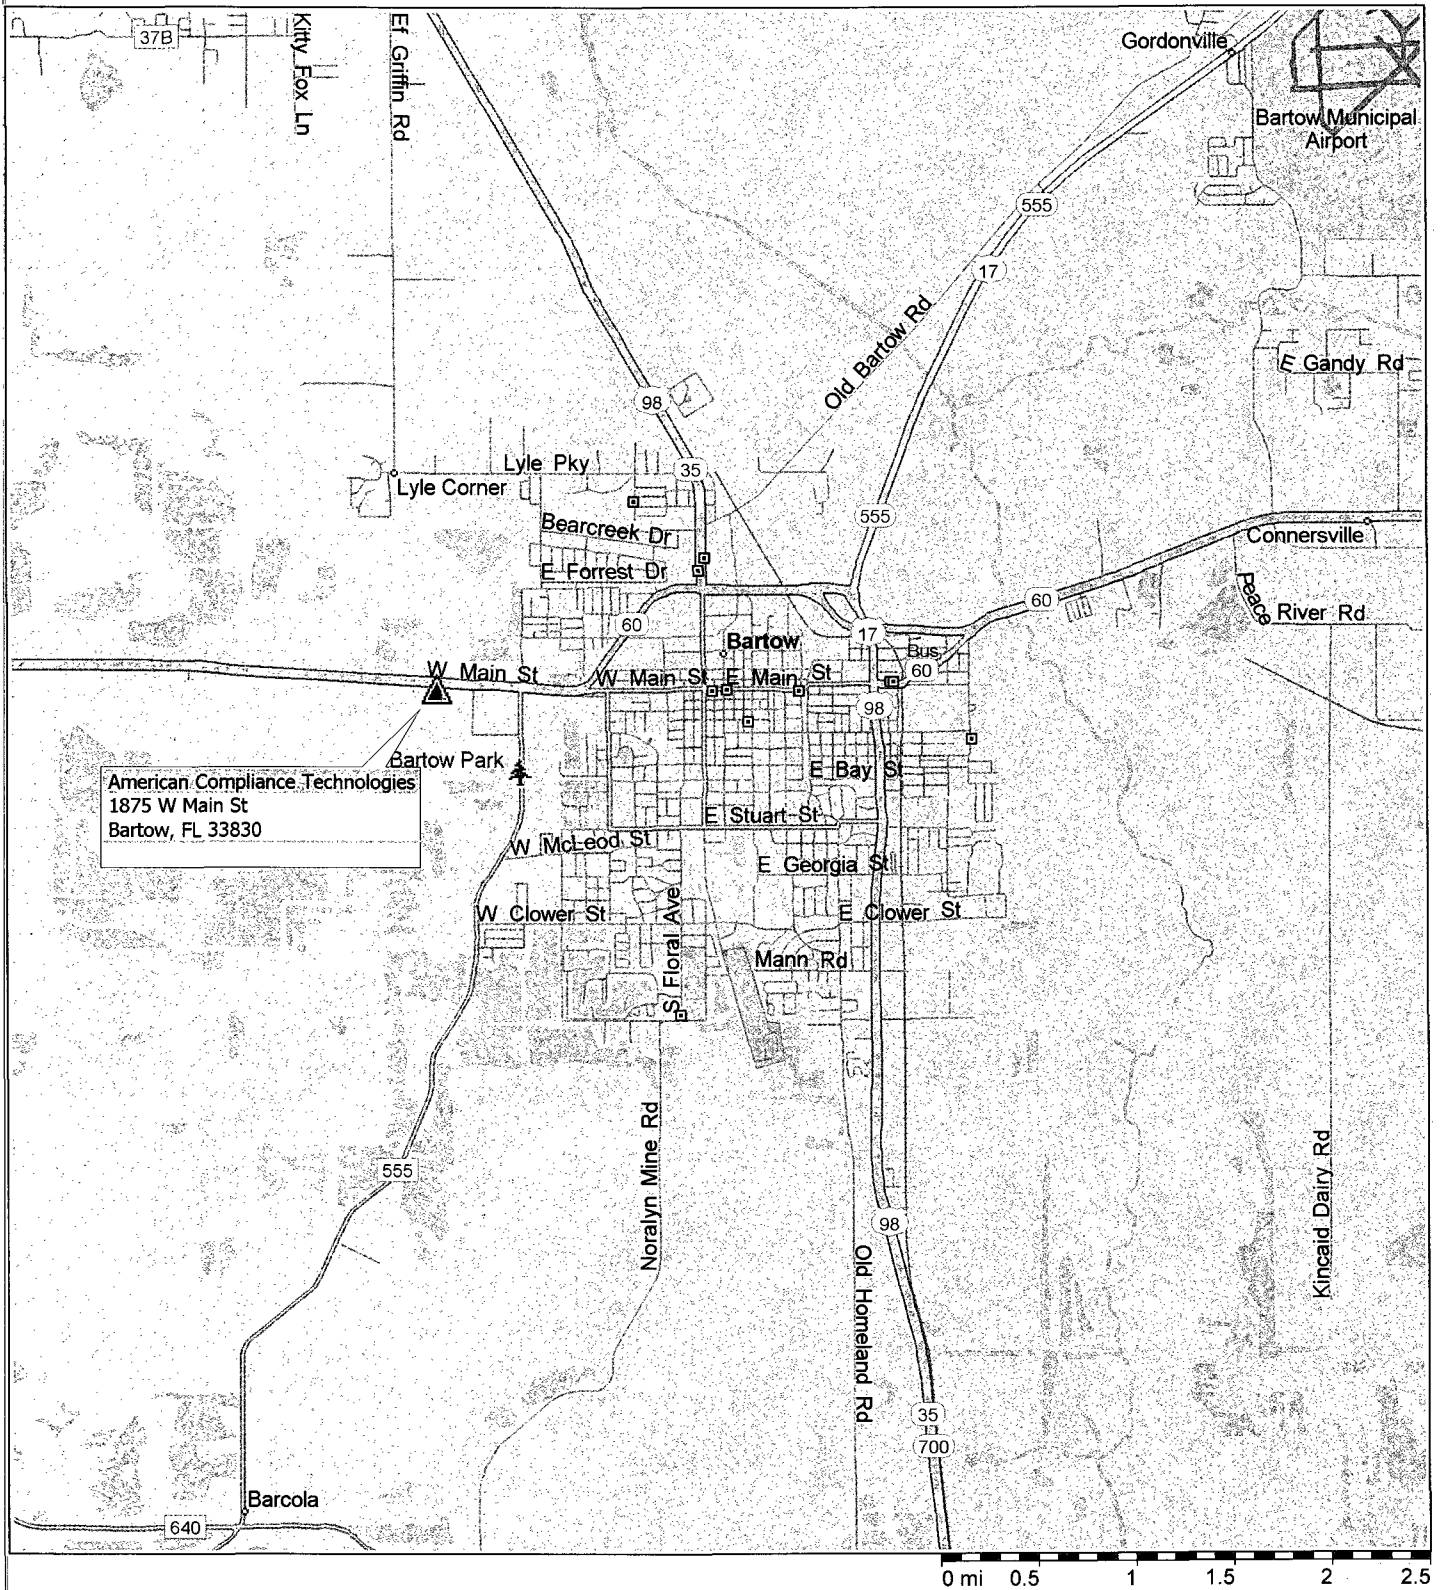 37B
Kitty Fox Ln
Ef Griffin Rd
Gordonville
Bartow Municipal
Airport
555
17
Old Bartow Rd
E Gandy Rd
98
Lyle Pky
35
Lyle Corner
555
Bearcreek Dr
Connersville
E Forrest Dr
60
Peace River Rd
60
17
Bartow
Bus
60
W Main St
W Main St
E Main St
98
Bartow Park
E Bay St
American Compliance Technologies
1875 W Main St
Bartow, FL 33830
E Stuart St
W McLeod St
E Georgia St
W Clower St
S Floral Ave
E Clower St
Mann Rd
Noralyn Mine Rd
Kincaid Dairy Rd
555
98
Old Homeland Rd
35
700
Barcola
640
0 mi 0.5 1 1.5 2 2.5